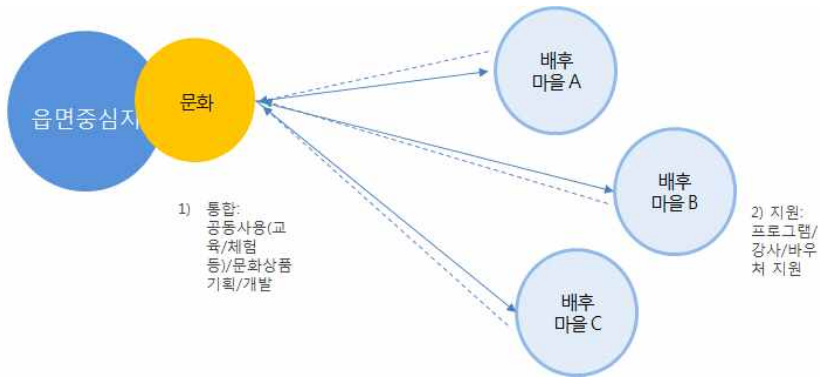 읍면중심지
문화
배후
마을 A
배후
마을 B
배후
마을 C
1) 통합:
공동사용(교
육/체험
등)/문화상품
기획/개발
2) 지원:
프로그램/
강사/바우
처 지원